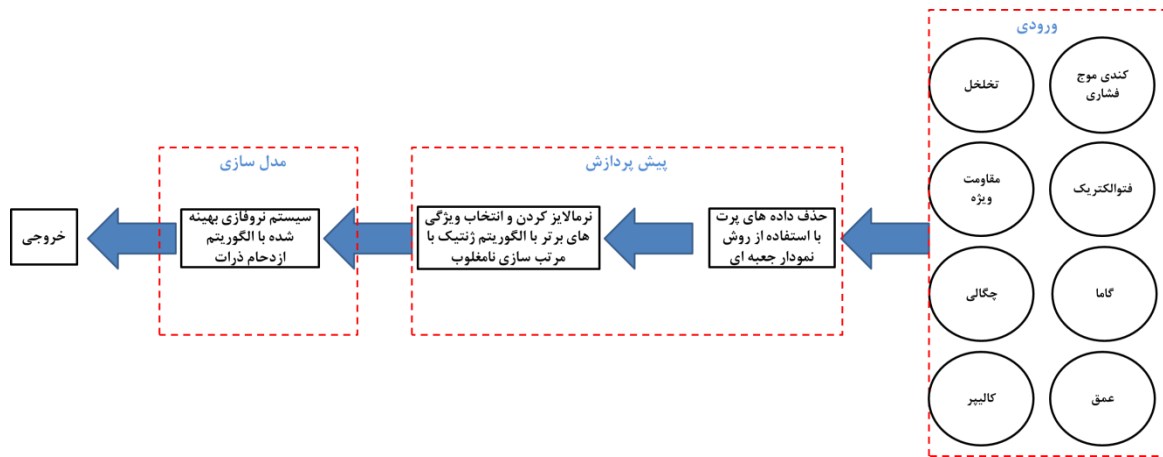 ورودی
کندی موج
فشاری
تخلخل
فتوالکتریک
مقاومت
ویژه
گاما
چگالی
عمق
کالیپر
پیش پردازش
حذف داده های پرت
با استفاده از روش
نمودار جعبه ای
نرمالایز کردن و انتخاب ویژگی
های برتر با الگوریتم ژنتیک با
مرتب سازی نامغلوب
مدل سازی
سیستم نروفازی بهینه
شده با الگوریتم
ازدحام ذرات
خروجی